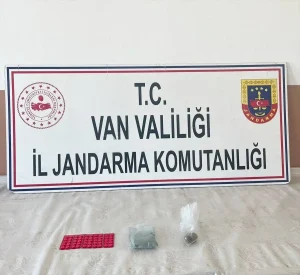 T.C.
VAN VALİLİĞİ
İL JANDARMA KOMUTANLIĞI